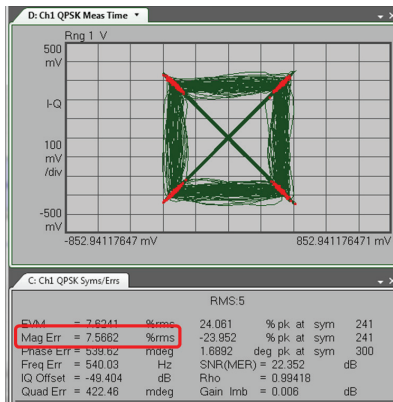 D: Ch1 QPSK Meas Time
Rng 1 V
500
mV
I-Q
100
mV
/div
-500
mV
-852.94117647 mV 852.941176471 mV
C: Ch1 QPSK Syms/Errs
RMS:5
EVM = 7.6241 %rms 24.061 % pk at sym 241
Mag Err = 7.5662 %rms -23.952 % pk at sym 241
Phase Err = 539.62 mdeg 1.6892 deg pk at sym 300
Freq Err = 540.03 Hz SNR(MER) = 22.352 dB
IQ Offset = -49.404 dB Rho = 0.99418
Quad Err = 422.46 mdeg Gain Imb = 0.006 dB